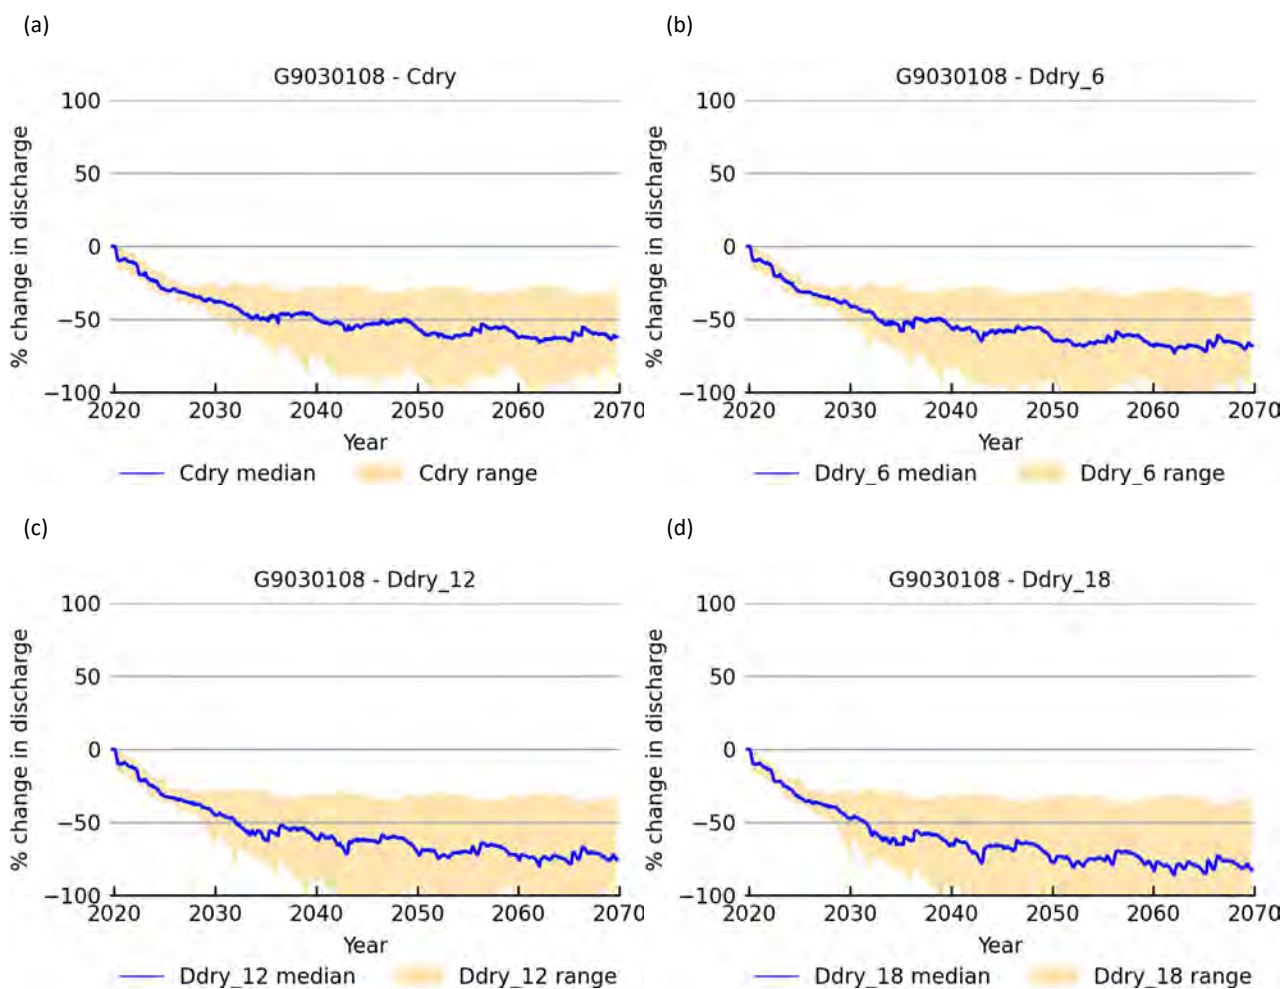 (a)
G9030108 - Cdry
% change in discharge
100
50
0
−50
−100
2020 2030 2040 2050 2060 2070
Year
Cdry median Cdry range
(b)
G9030108 - Ddry_6
% change in discharge
100
50
0
−50
−100
2020 2030 2040 2050 2060 2070
Year
Ddry_6 median Ddry_6 range
(c)
G9030108 - Ddry_12
% change in discharge
100
50
0
−50
−100
2020 2030 2040 2050 2060 2070
Year
Ddry_12 median Ddry_12 range
(d)
G9030108 - Ddry_18
% change in discharge
100
50
0
−50
−100
2020 2030 2040 2050 2060 2070
Year
Ddry_18 median Ddry_18 range